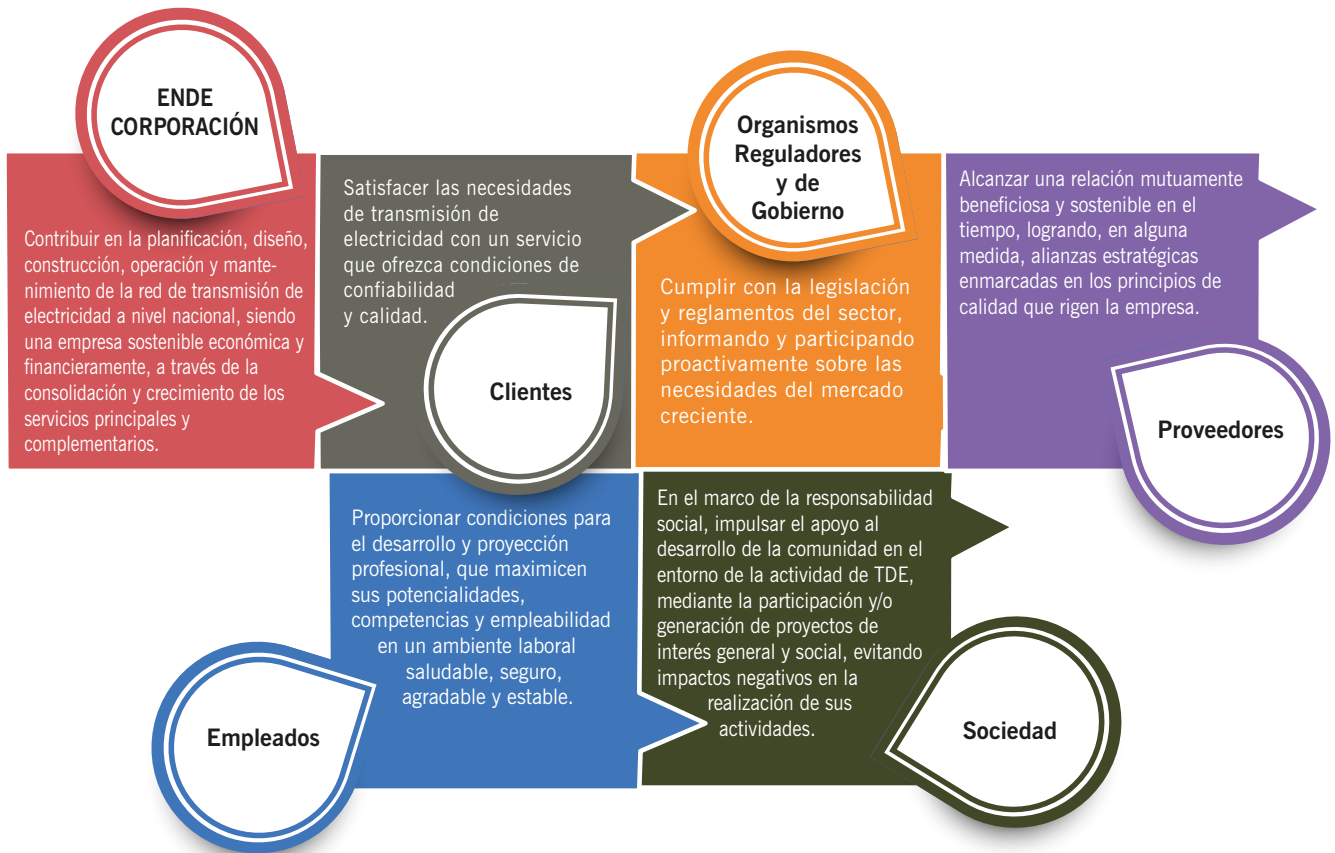 ENDE
CORPORACIÓN
Contribuir en la planificación, diseño,
construcción, operación y mante-
nimiento de la red de transmisión de
electricidad a nivel nacional, siendo
una empresa sostenible económica y
financieramente, a través de la
consolidación y crecimiento de los
servicios principales y
complementarios.
Satisfacer las necesidades
de transmisión de
electricidad con un servicio
que ofrezca condiciones de
confiabilidad
y calidad.
Clientes
Organismos
Reguladores
y de
Gobierno
Cumplir con la legislación
y reglamentos del sector,
informando y participando
proactivamente sobre las
necesidades del mercado
creciente.
Alcanzar una relación mutuamente
beneficiosa y sostenible en el
tiempo, logrando, en alguna
medida, alianzas estratégicas
enmarcadas en los principios de
calidad que rigen la empresa.
Proveedores
Proporcionar condiciones para
el desarrollo y proyección
profesional, que maximicen
sus potencialidades,
competencias y empleabilidad
en un ambiente laboral
saludable, seguro,
agradable y estable.
Empleados
En el marco de la responsabilidad
social, impulsar el apoyo al
desarrollo de la comunidad en el
entorno de la actividad de TDE,
mediante la participación y/o
generación de proyectos de
interés general y social, evitando
impactos negativos en la
realización de sus
actividades.
Sociedad